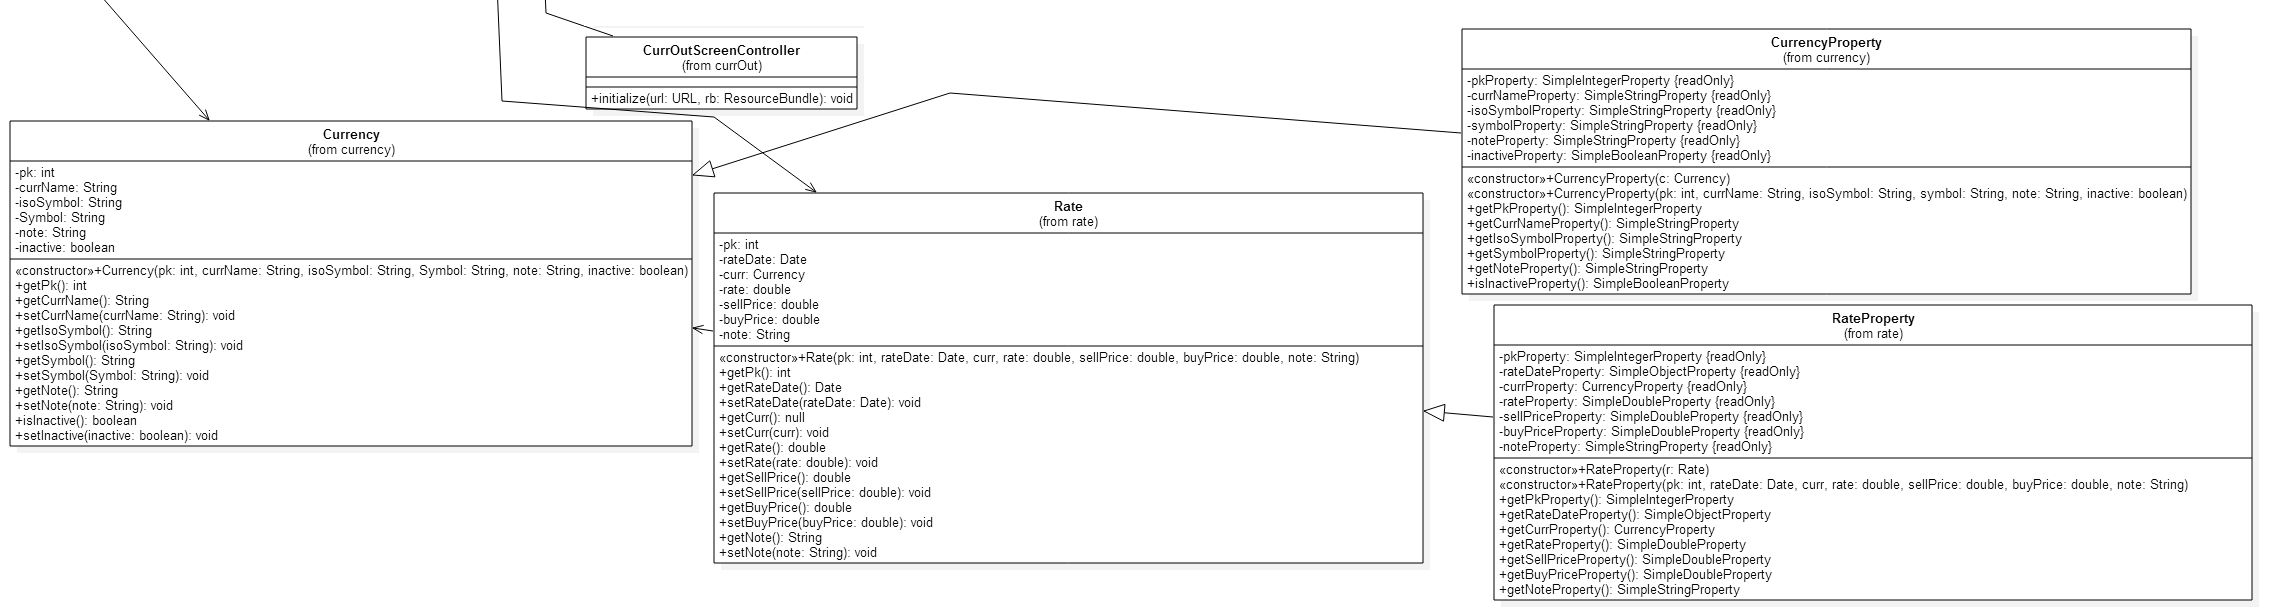 CurrOutScreenController
(from currOut)
+initialize(url: URL, rb: ResourceBundle): void
Currency
(from currency)
-pk: int
-currName: String
-isoSymbol: String
-Symbol: String
-note: String
-inactive: boolean
«constructor»+Currency(pk: int, currName: String, isoSymbol: String, Symbol: String, note: String, inactive: boolean)
+getPk(): int
+getCurrName(): String
+setCurrName(currName: String): void
+getIsoSymbol(): String
+setIsoSymbol(isoSymbol: String): void
+getSymbol(): String
+setSymbol(Symbol: String): void
+getNote(): String
+setNote(note: String): void
+isInactive(): boolean
+setInactive(inactive: boolean): void
Rate
(from rate)
-pk: int
-rateDate: Date
-curr: Currency
-rate: double
-sellPrice: double
-buyPrice: double
-note: String
«constructor»+Rate(pk: int, rateDate: Date, curr, rate: double, sellPrice: double, buyPrice: double, note: String)
+getPk(): int
+getRateDate(): Date
+setRateDate(rateDate: Date): void
+getCurr(): null
+setCurr(curr): void
+getRate(): double
+setRate(rate: double): void
+getSellPrice(): double
+setSellPrice(sellPrice: double): void
+getBuyPrice(): double
+setBuyPrice(buyPrice: double): void
+getNote(): String
+setNote(note: String): void
CurrencyProperty
(from currency)
-pkProperty: SimpleIntegerProperty {readOnly}
-currNameProperty: SimpleStringProperty {readOnly}
-isoSymbolProperty: SimpleStringProperty {readOnly}
-symbolProperty: SimpleStringProperty {readOnly}
-noteProperty: SimpleStringProperty {readOnly}
-inactiveProperty: SimpleBooleanProperty {readOnly}
«constructor»+CurrencyProperty(c: Currency)
«constructor»+CurrencyProperty(pk: int, currName: String, isoSymbol: String, symbol: String, note: String, inactive: boolean)
+getPkProperty(): SimpleIntegerProperty
+getCurrNameProperty(): SimpleStringProperty
+getIsoSymbolProperty(): SimpleStringProperty
+getSymbolProperty(): SimpleStringProperty
+getNoteProperty(): SimpleStringProperty
+isInactiveProperty(): SimpleBooleanProperty
RateProperty
(from rate)
-pkProperty: SimpleIntegerProperty {readOnly}
-rateDateProperty: SimpleObjectProperty {readOnly}
-currProperty: CurrencyProperty {readOnly}
-rateProperty: SimpleDoubleProperty {readOnly}
-sellPriceProperty: SimpleDoubleProperty {readOnly}
-buyPriceProperty: SimpleDoubleProperty {readOnly}
-noteProperty: SimpleStringProperty {readOnly}
«constructor»+RateProperty(r: Rate)
«constructor»+RateProperty(pk: int, rateDate: Date, curr, rate: double, sellPrice: double, buyPrice: double, note: String)
+getPkProperty(): SimpleIntegerProperty
+getRateDateProperty(): SimpleObjectProperty
+getCurrProperty(): CurrencyProperty
+getRateProperty(): SimpleDoubleProperty
+getSellPriceProperty(): SimpleDoubleProperty
+getBuyPriceProperty(): SimpleDoubleProperty
+getNoteProperty(): SimpleStringProperty